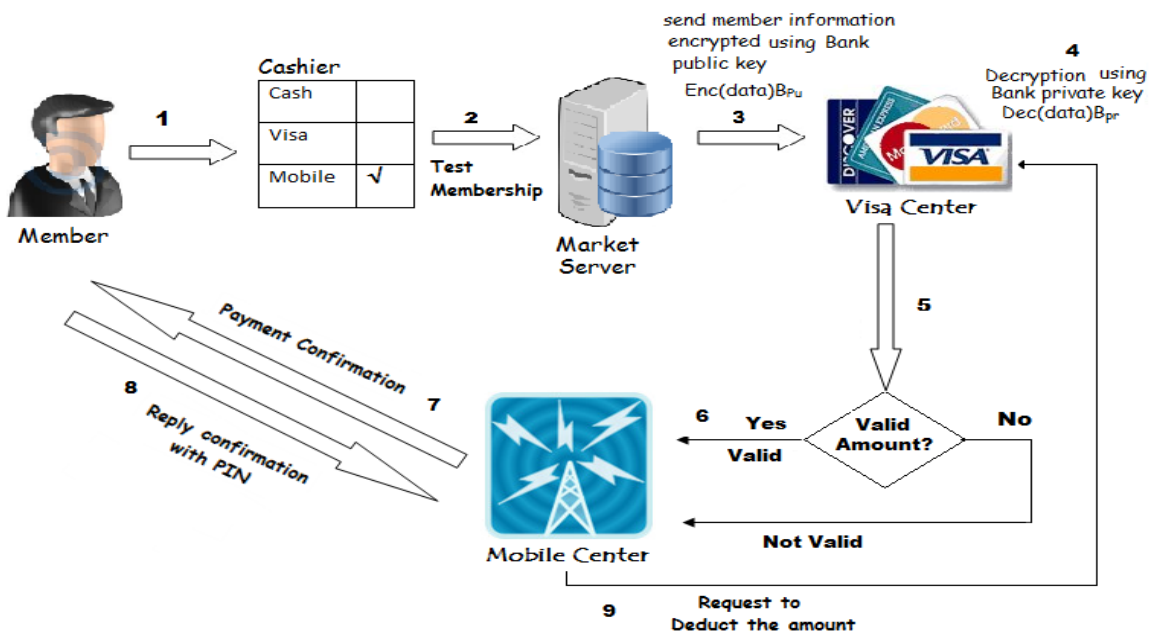 send member information
encrypted using Bank
public key
Enc(data)BPu
4
Decryption using
Bank private key
Dec(data)Bpr
Cashier
Cash
Visa
Mobile √
1
2
Test
Membership
3
DISCOVER
AMERICAN EXPRESS
VISA
Member
Market
Server
Visa Center
5
Payment Confirmation
7
8
Reply confirmation
with PIN
6
Yes
Valid
Valid
Amount?
No
Not Valid
Mobile Center
9
Request to
Deduct the amount